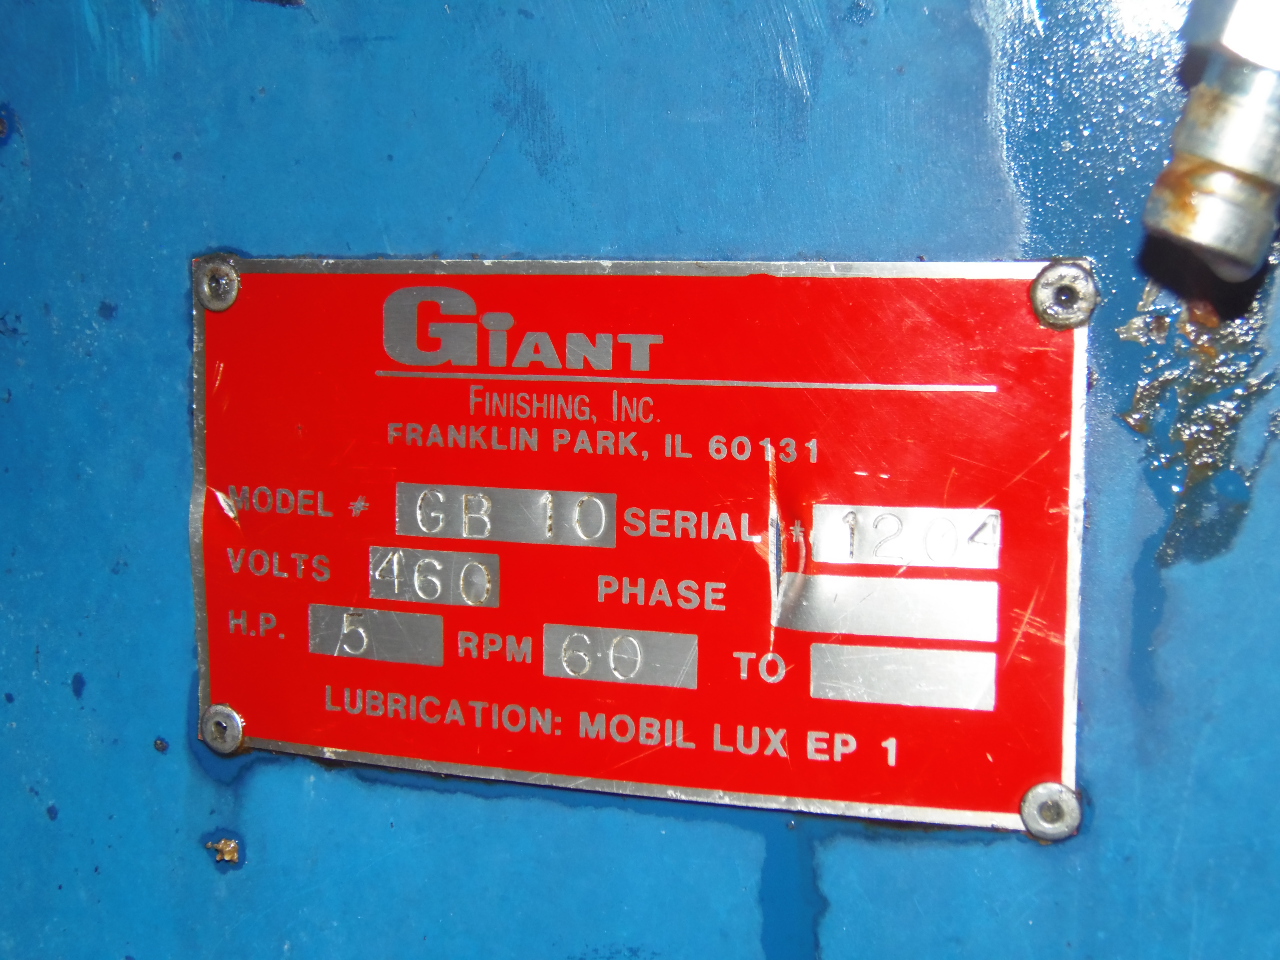 GiANT
FINISHING, INC.
FRANKLIN PARK, IL 60131
MODEL # GB 10 SERIAL # 1204
VOLTS 460 PHASE
H.P. 5 RPM 60 TO
LUBRICATION: MOBIL LUX EP 1